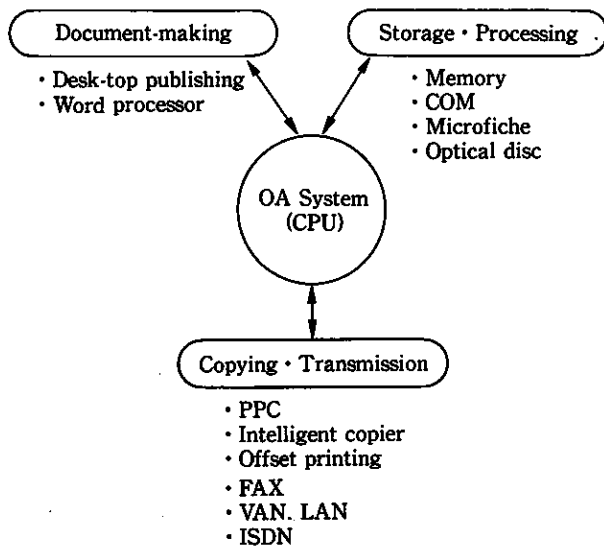 Document-making
· Desk-top publishing
· Word processor
Storage · Processing
· Memory
· COM
· Microfiche
· Optical disc
OA System
(CPU)
Copying · Transmission
· PPC
· Intelligent copier
· Offset printing
· FAX
· VAN. LAN
· ISDN